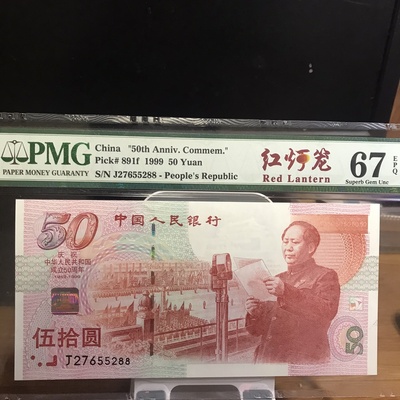 PMG
PAPER MONEY GUARANTY
China "50th Anniv. Commem."
Pick# 891f 1999 50 Yuan
S/N J27655288 - People's Republic
红灯笼
Red Lantern
67 EPQ
Superb Gem Unc
中国人民银行
50
庆祝
中华人民共和国
成立50周年
1949-1999
伍拾圆
J27655288
50